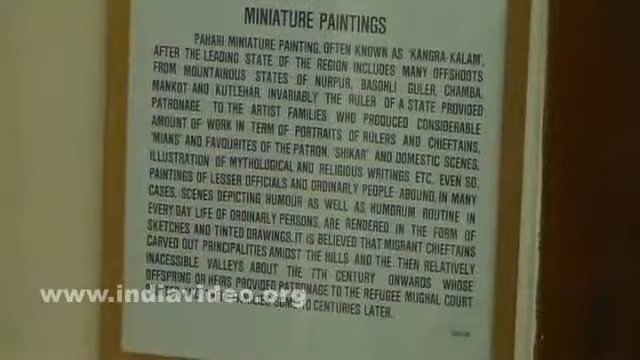 MINIATURE PAINTINGS
PAHARI MINIATURE PAINTING, OFTEN KNOWN AS 'KANGRA-KALAM',
AFTER THE LEADING STATE OF THE REGION INCLUDES MANY OFFSHOOTS
FROM MOUNTAINOUS STATES OF NURPUR, BASOHLI GULER, CHAMBA,
MANKOT AND KUTLEHAR. INVARIABLY THE RULER OF A STATE PROVIDED
PATRONAGE TO THE ARTIST FAMILIES WHO PRODUCED CONSIDERABLE
AMOUNT OF WORK IN TERM OF PORTRAITS OF RULERS AND CHIEFTAINS,
'MIANS' AND FAVOURITES OF THE PATRON, 'SHIKAR' AND DOMESTIC SCENES,
ILLUSTRATION OF MYTHOLOGICAL AND RELIGIOUS WRITINGS ETC. EVEN SO,
PAINTINGS OF LESSER OFFICIALS AND ORDINARLY PEOPLE ABOUND. IN MANY
CASES, SCENES DEPICTING HUMOUR AS WELL AS HUMDRUM ROUTINE IN
EVERY DAY LIFE OF ORDINARLY PERSONS, ARE RENDERED IN THE FORM OF
SKETCHES AND TINTED DRAWINGS. IT IS BELIEVED THAT MIGRANT CHIEFTAINS
CARVED OUT PRINCIPALITIES AMIDST THE HILLS AND THE THEN RELATIVELY
INACESSIBLE VALLEYS ABOUT THE 7TH CENTURY ONWARDS WHOSE
OFFSPRING OR HEIRS PROVIDED PATRONAGE TO THE REFUGEE MUGHAL COURT
CENTURIES LATER.
www.indiavideo.org